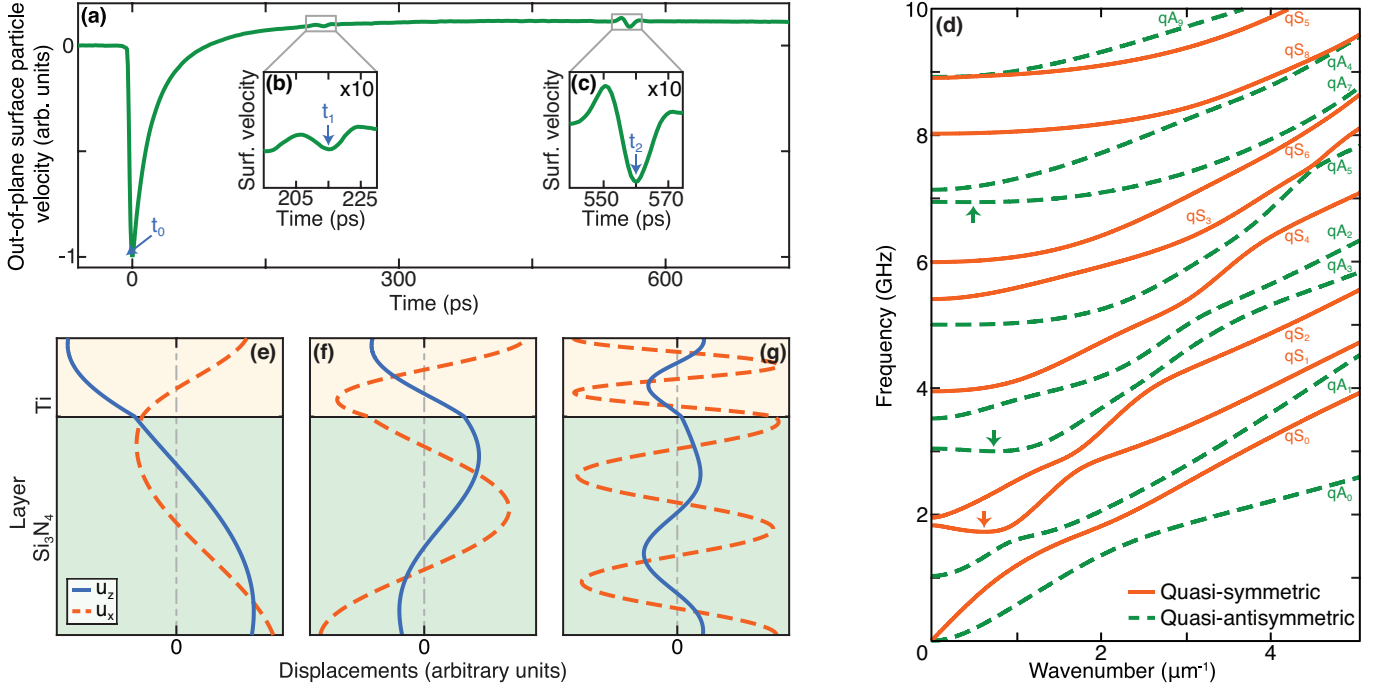 (a)
Out-of-plane surface particle
velocity (arb. units)
0
-1
t0
0
300
600
Time (ps)
(b)
x10
t1
Surf. velocity
205
225
Time (ps)
(c)
x10
t2
Surf. velocity
550
570
Time (ps)
(e)
(f)
(g)
Ti
Layer
Si3N4
uz
ux
0
0
0
Displacements (arbitrary units)
(d)
10
8
6
4
2
0
Frequency (GHz)
qA9
qS5
qS8
qA4
qA7
qS6
qA5
qS3
qS4
qA2
qA3
qS2
qS1
qA1
qS0
qA0
Quasi-symmetric
Quasi-antisymmetric
2
4
Wavenumber (μm-1)